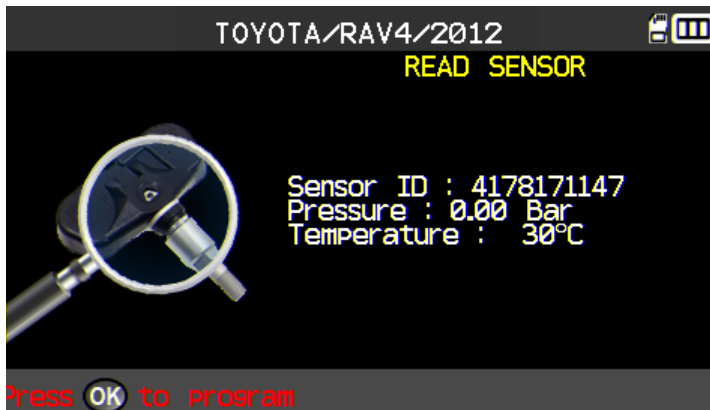 TOYOTA/RAV4/2012
READ SENSOR
Sensor ID : 4178171147
Pressure : 0.00 Bar
Temperature : 30°C
Press OK to program